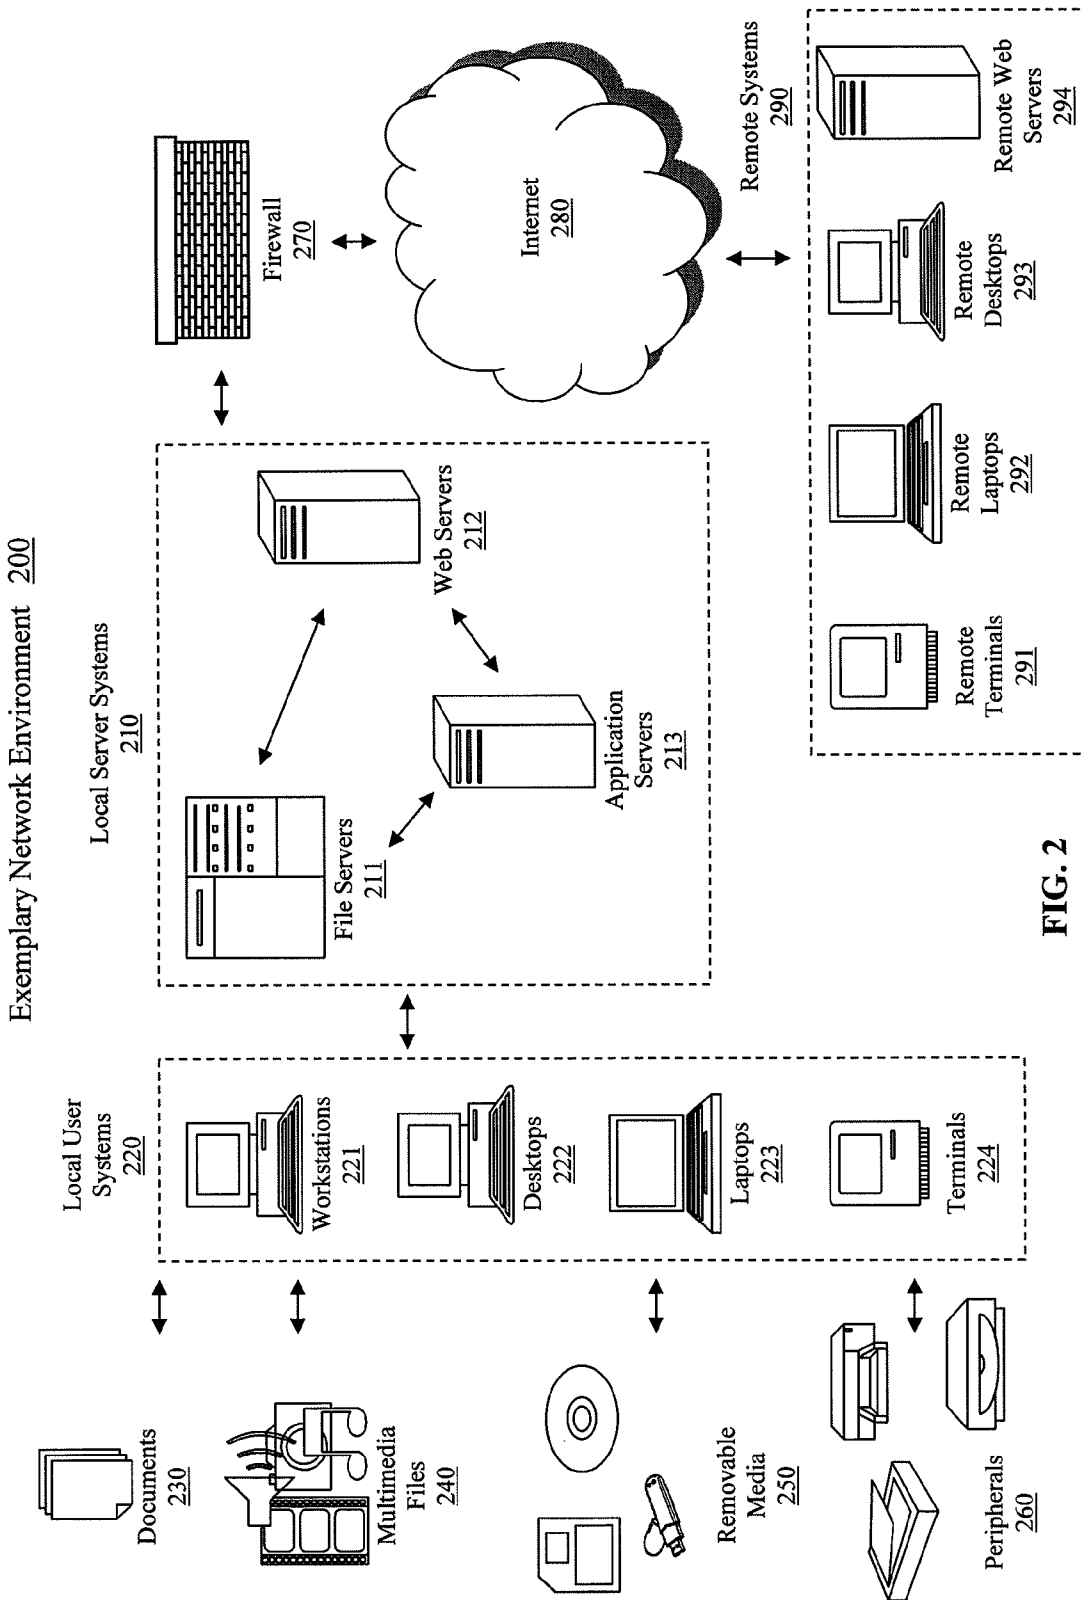 Exemplary Network Environment 200
Local User
Systems
220
Local Server Systems
210
Documents
230
Multimedia
Files
240
Removable
Media
250
Peripherals
260
Workstations
221
Desktops
222
Laptops
223
Terminals
224
File Servers
211
Web Servers
212
Application
Servers
213
Firewall
270
Internet
280
Remote Systems
290
Remote
Terminals
291
Remote
Laptops
292
Remote
Desktops
293
Remote Web
Servers
294
FIG. 2